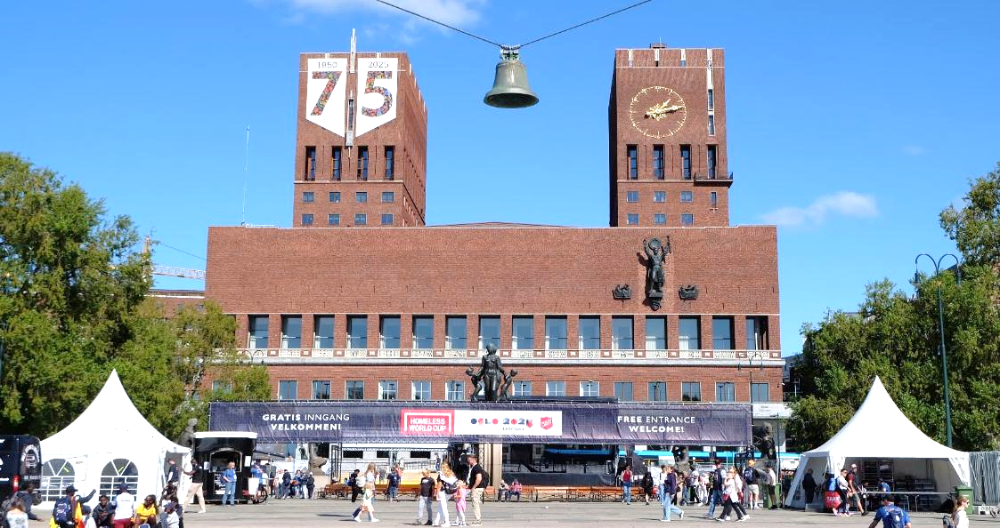 1950 2025
75
GRATIS INNGANG
VELKOMMEN!
HOMELESS
WORLD CUP
OSLO 2025
FREE ENTRANCE
WELCOME!